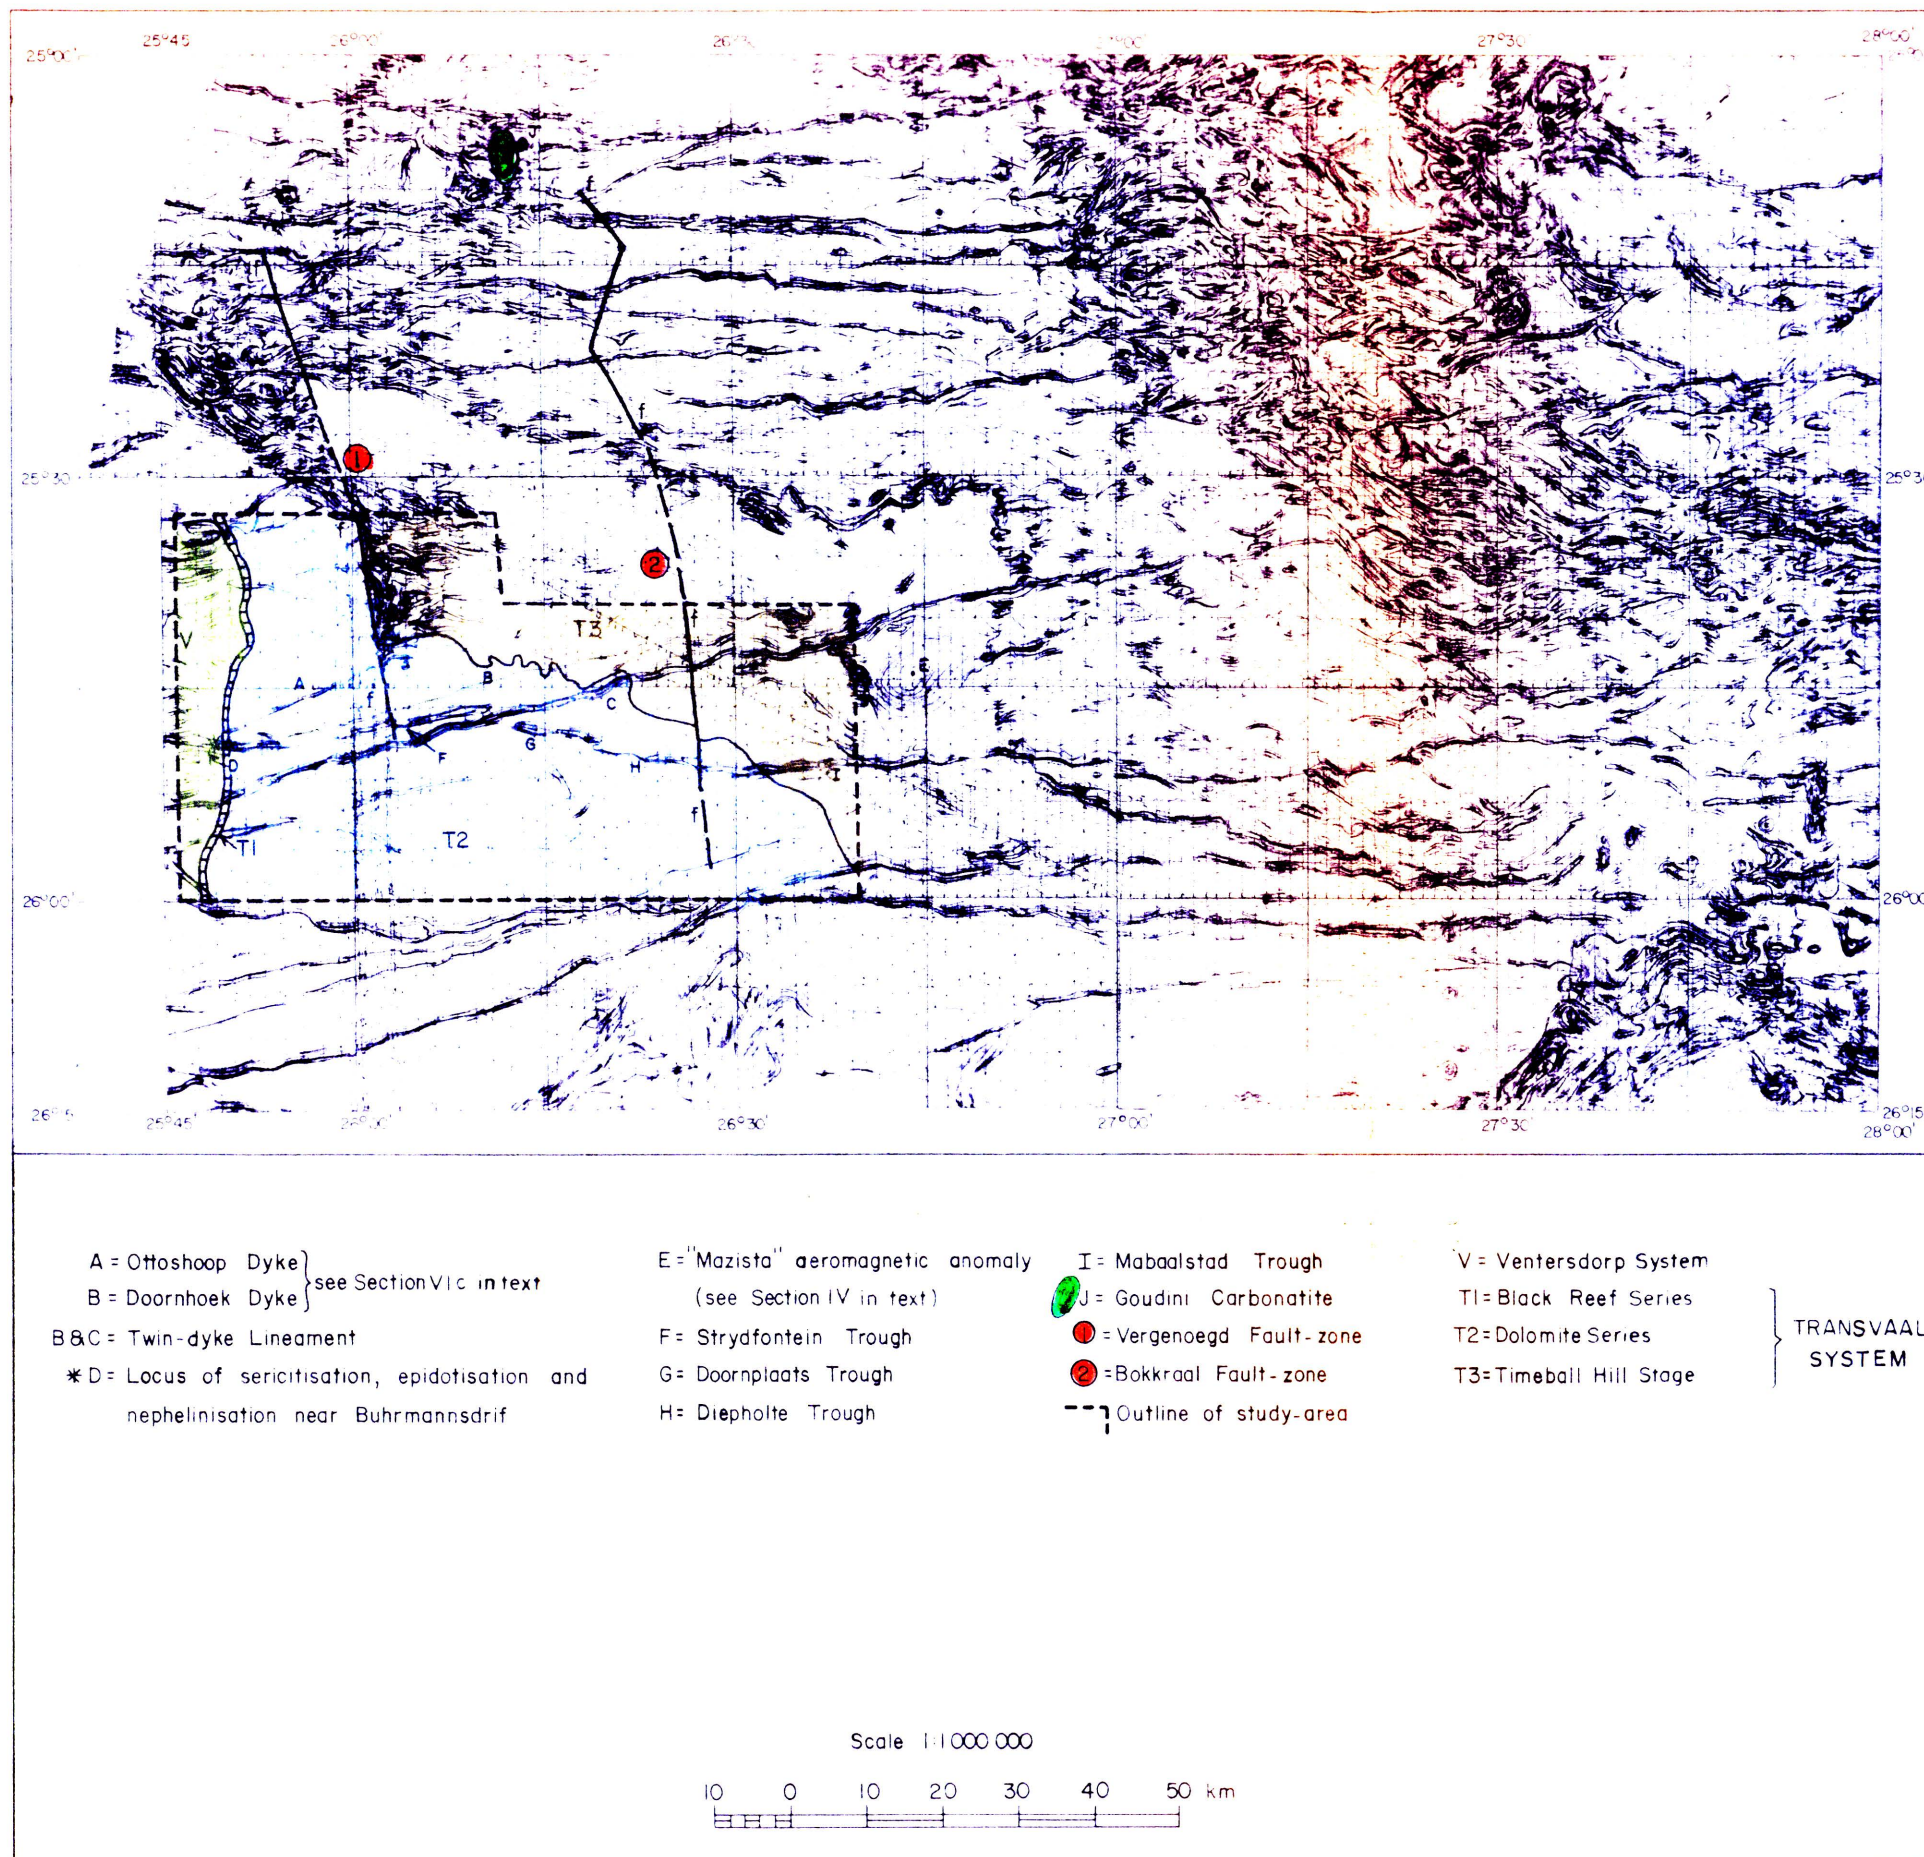 25°45 26°00' 26°30' 27°00' 27°30' 28°00'
25°00'
J
f
f
1
25°30 25°30
2
f
T3
f
V
E
A
B
f
C
G
D
F
H
I
f
T1
T2
26°00' 26°00
26°15
25°45' 26°00' 26°30' 27°00' 27°30' 28°00'
A = Ottoshoop Dyke
B = Doornhoek Dyke
see Section VI c in text
B & C = Twin-dyke Lineament
* D = Locus of sericitisation, epidotisation and
nephelinisation near Buhrmannsdrif
E = "Mazista" aeromagnetic anomaly
(see Section IV in text)
F = Strydfontein Trough
G = Doornplaats Trough
H = Diepholte Trough
I = Mabaalstad Trough
J = Goudini Carbonatite
1 = Vergenoegd Fault-zone
2 = Bokkraal Fault-zone
Outline of study-area
V = Ventersdorp System
T1 = Black Reef Series
T2 = Dolomite Series
T3 = Timeball Hill Stage
TRANSVAAL
SYSTEM
Scale 1:1 000 000
10 0 10 20 30 40 50 km